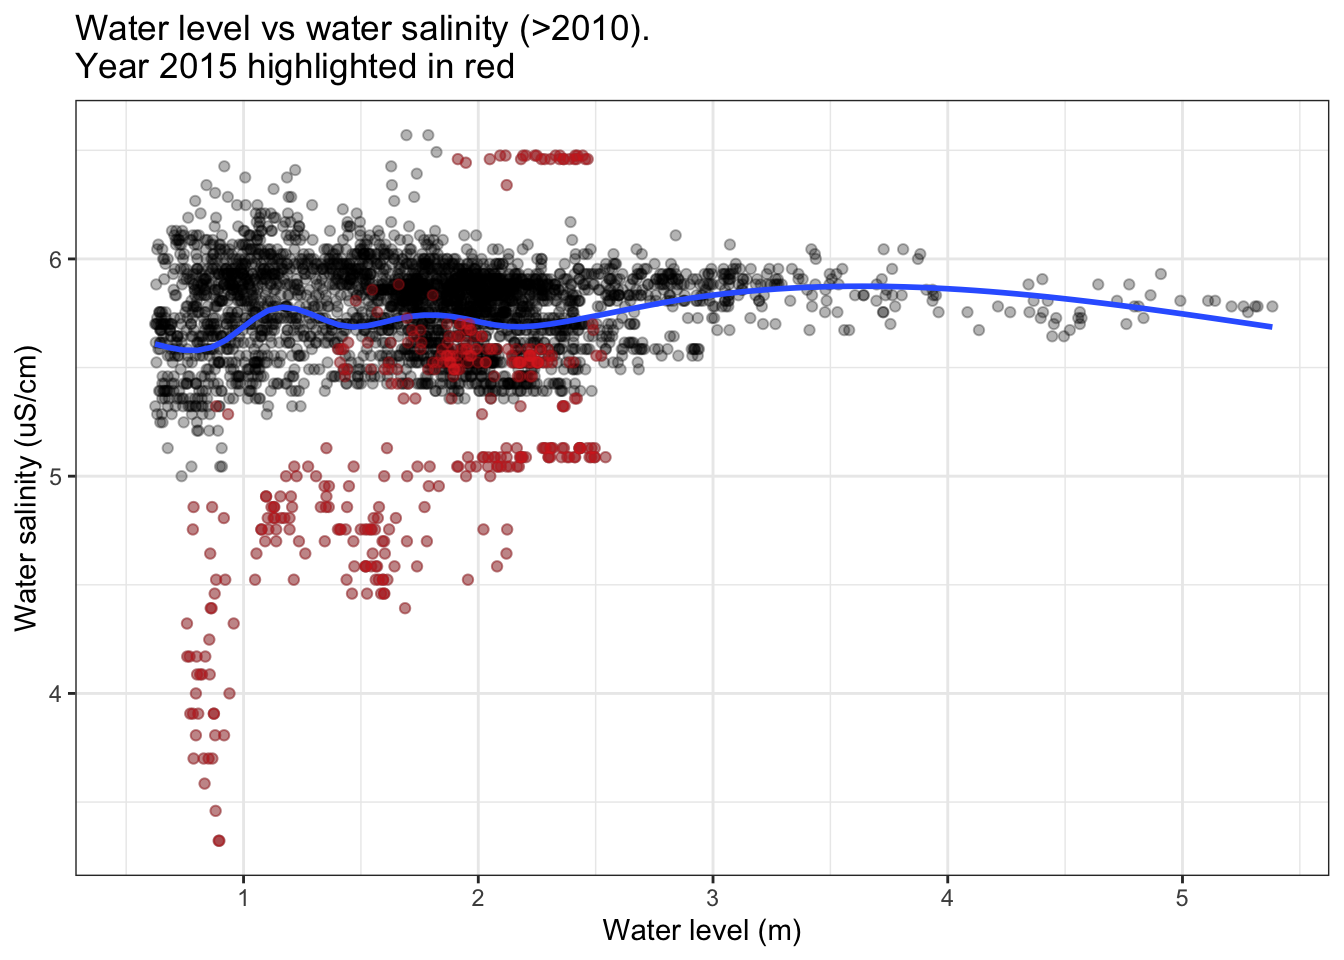 Water level vs water salinity (>2010).
Year 2015 highlighted in red
Water salinity (uS/cm)
6
5
4
1 2 3 4 5
Water level (m)